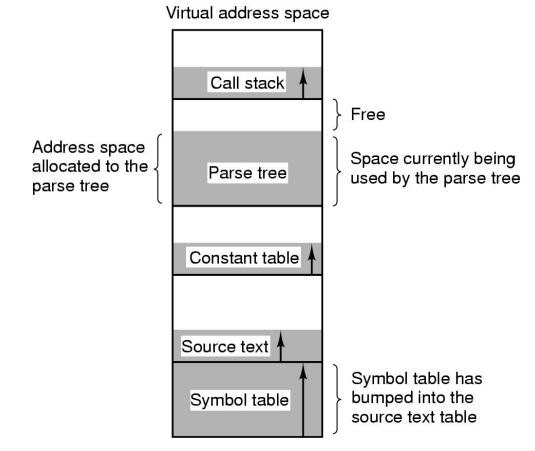 Virtual address space
Call stack
Free
Address space
allocated to the
parse tree
Parse tree
Space currently being
used by the parse tree
Constant table
Source text
Symbol table
Symbol table has
bumped into the
source text table